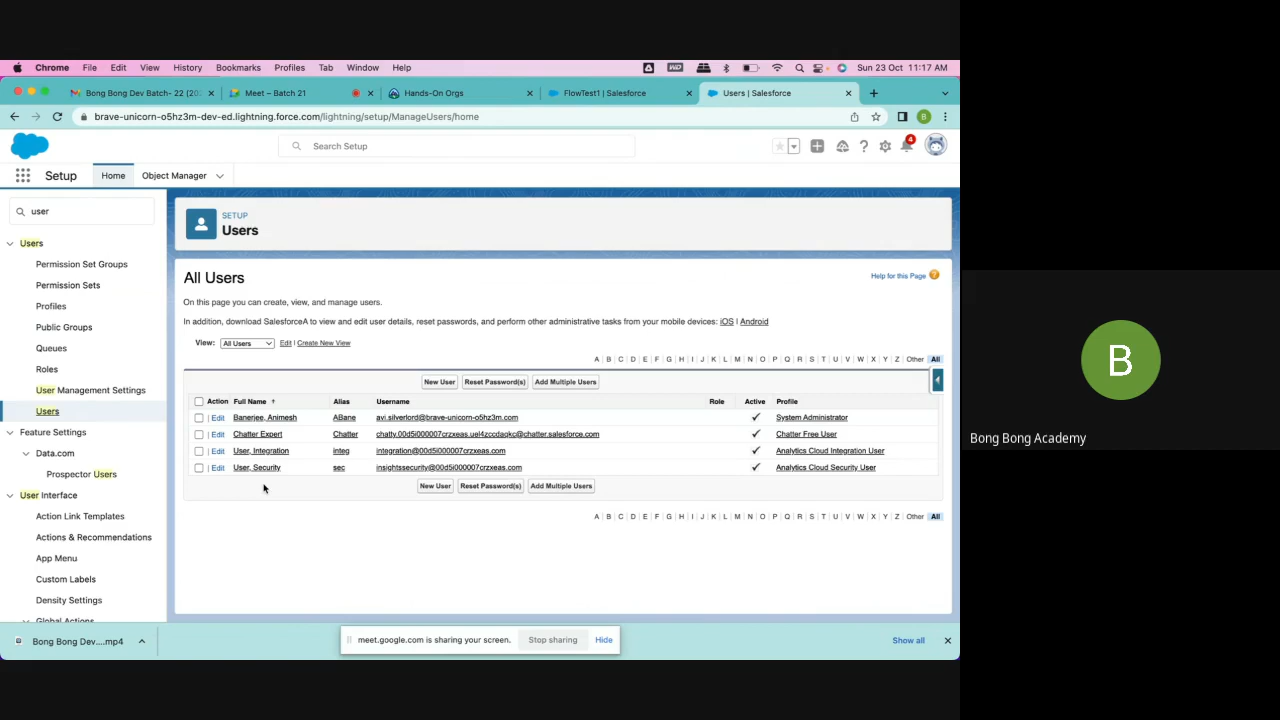 Chrome File Edit View History Bookmarks Profiles Tab Window Help WD Sun 23 Oct 11:17 AM
Bong Bong Dev Batch- 22 (202 Meet – Batch 21 Hands-On Orgs FlowTest1 | Salesforce Users | Salesforce
brave-unicorn-o5hz3m-dev-ed.lightning.force.com/lightning/setup/ManageUsers/home B
Search Setup 4
Setup Home Object Manager
user
Users
Permission Set Groups
Permission Sets
Profiles
Public Groups
Queues
Roles
User Management Settings
Users
Feature Settings
Data.com
Prospector Users
User Interface
Action Link Templates
Actions & Recommendations
App Menu
Custom Labels
Density Settings
Global Actions
SETUP
Users
All Users
Help for this Page ?
On this page you can create, view, and manage users.
In addition, download SalesforceA to view and edit user details, reset passwords, and perform other administrative tasks from your mobile devices: iOS | Android
View: All Users Edit | Create New View
A | B | C | D | E | F | G | H | I | J | K | L | M | N | O | P | Q | R | S | T | U | V | W | X | Y | Z | Other All
New User Reset Password(s) Add Multiple Users
Action Full Name ↑ Alias Username Role Active Profile
| Edit Banerjee, Animesh ABane avi.silverlord@brave-unicorn-o5hz3m.com ✓ System Administrator
| Edit Chatter Expert Chatter chatty.00d5i000007crzxeas.uel4zccdaqkc@chatter.salesforce.com ✓ Chatter Free User
| Edit User, Integration integ integration@00d5i000007crzxeas.com ✓ Analytics Cloud Integration User
| Edit User, Security sec insightssecurity@00d5i000007crzxeas.com ✓ Analytics Cloud Security User
New User Reset Password(s) Add Multiple Users
A | B | C | D | E | F | G | H | I | J | K | L | M | N | O | P | Q | R | S | T | U | V | W | X | Y | Z | Other All
Bong Bong Dev....mp4
meet.google.com is sharing your screen. Stop sharing Hide
Show all
B
Bong Bong Academy